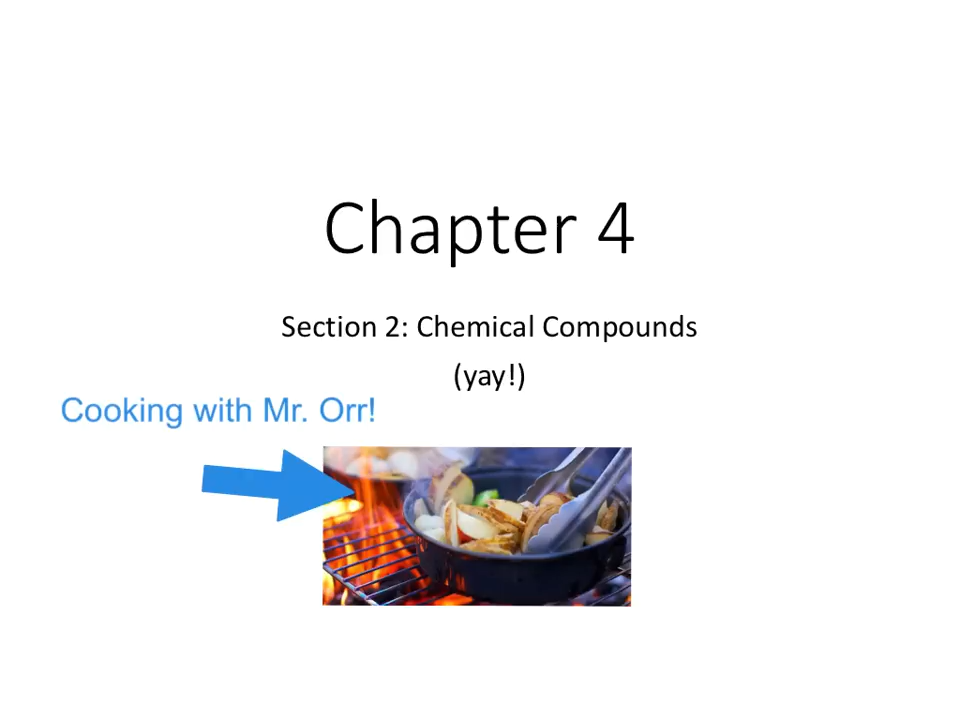 Chapter 4
Section 2: Chemical Compounds
(yay!)
Cooking with Mr. Orr!